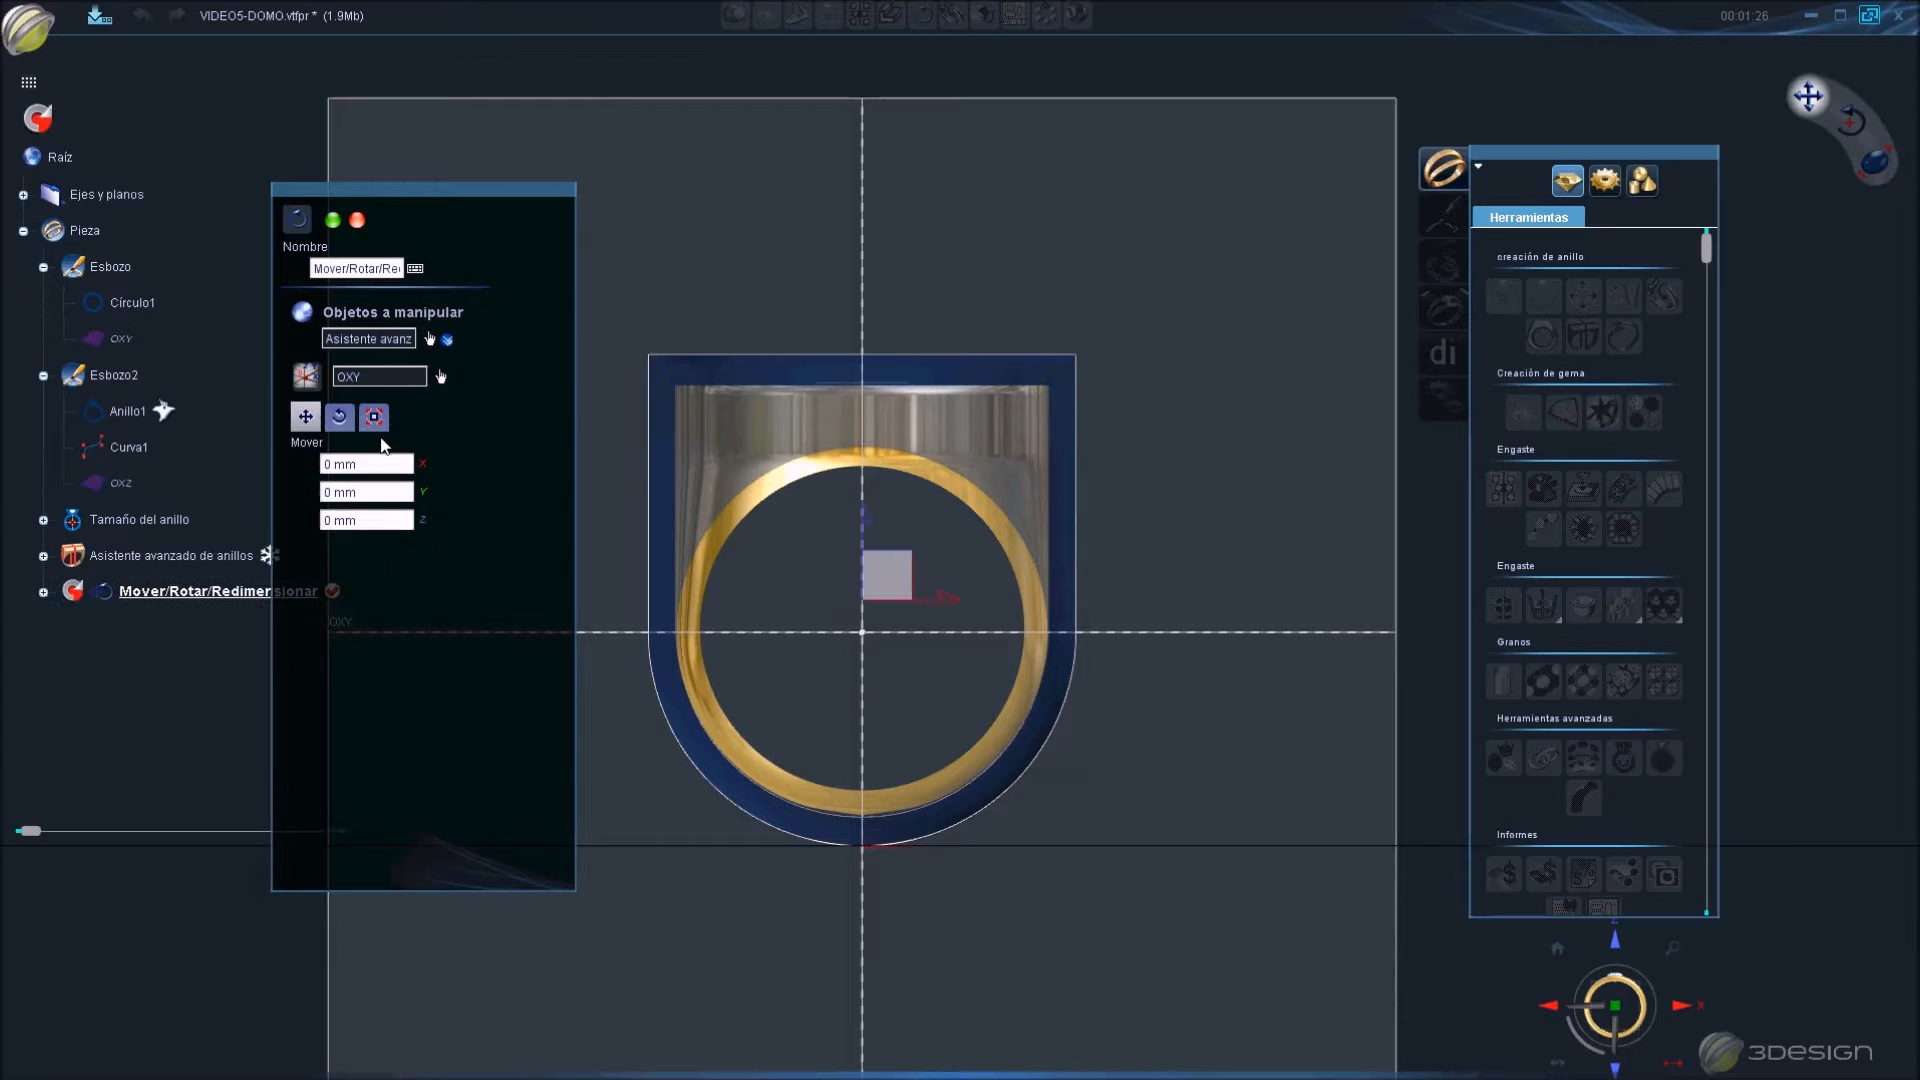 VIDEO5-DOMO.vtfpr * (1.9Mb)
00:01:26
X
Raíz
Ejes y planos
Pieza
Esbozo
Círculo1
OXY
Esbozo2
Anillo1
Curva1
OXZ
Tamaño del anillo
Asistente avanzado de anillos
Mover/Rotar/Redimensionar
Nombre
Mover/Rotar/Re
Objetos a manipular
Asistente avanz
OXY
Mover
0 mm X
0 mm Y
0 mm Z
OXY
di
Herramientas
creación de anillo
Creación de gema
Engaste
Engaste
Granos
Herramientas avanzadas
Informes
Z
X
3DESIGN